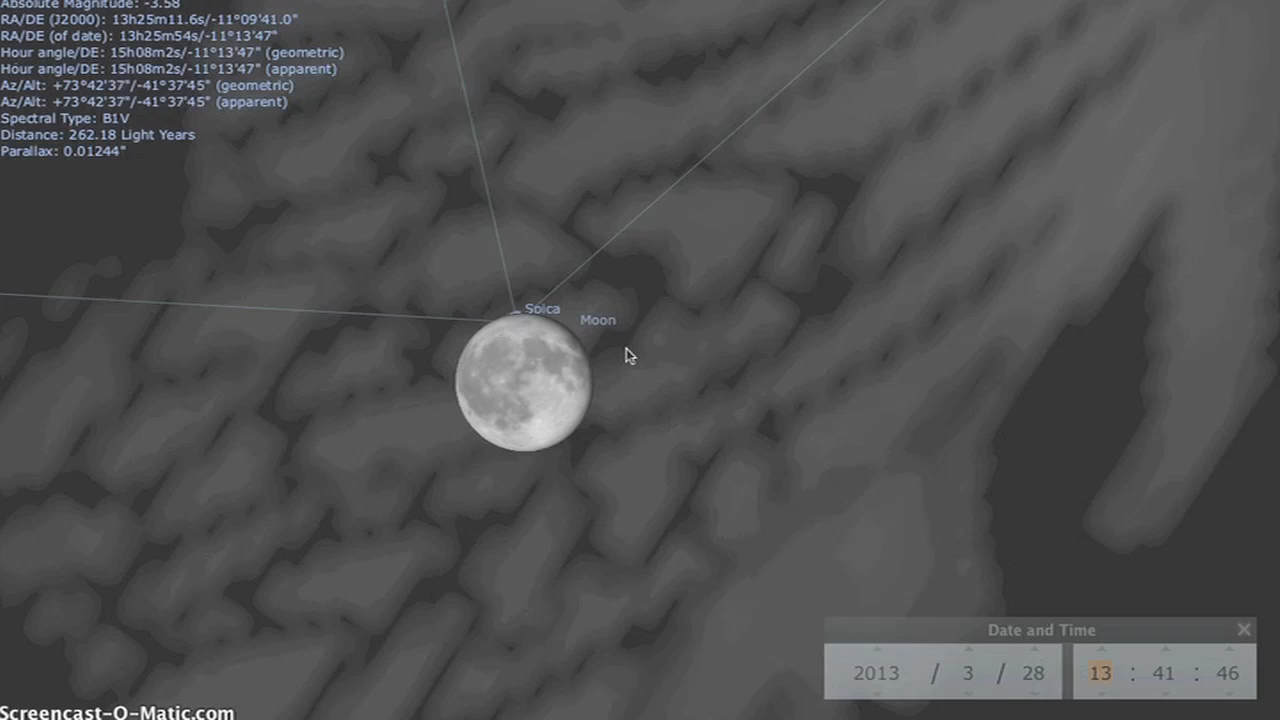 Absolute Magnitude: -3.58
RA/DE (J2000): 13h25m11.6s/-11°09'41.0"
RA/DE (of date): 13h25m54s/-11°13'47"
Hour angle/DE: 15h08m2s/-11°13'47" (geometric)
Hour angle/DE: 15h08m2s/-11°13'47" (apparent)
Az/Alt: +73°42'37"/-41°37'45" (geometric)
Az/Alt: +73°42'37"/-41°37'45" (apparent)
Spectral Type: B1V
Distance: 262.18 Light Years
Parallax: 0.01244"
Spica
Moon
Date and Time
2013 / 3 / 28 13 : 41 : 46
Screencast-O-Matic.com